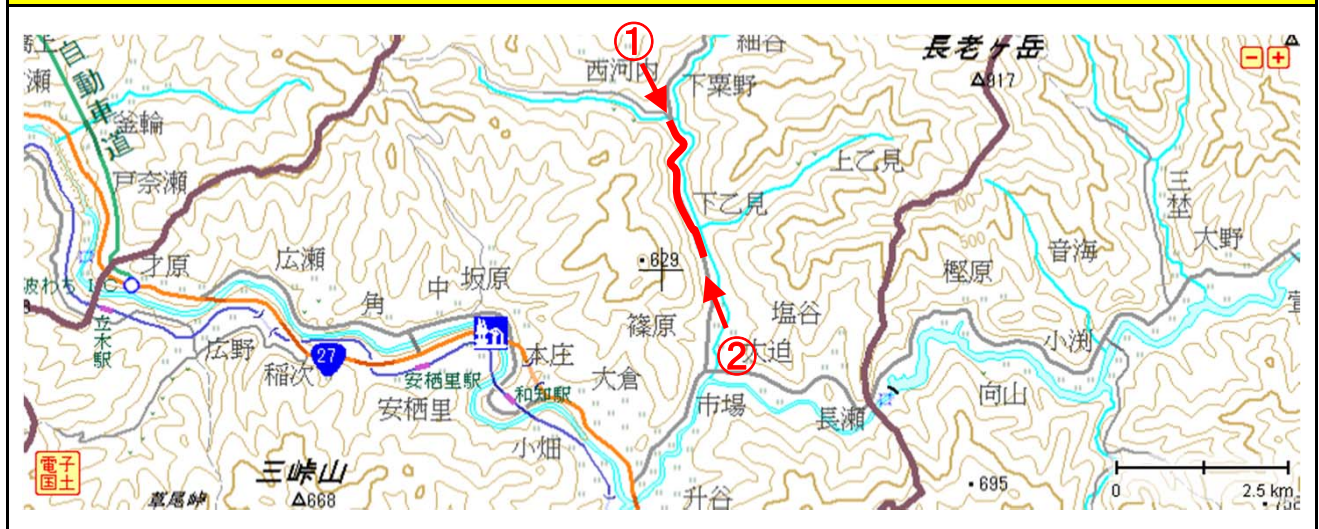 ①
西河内
細谷
下粟野
長老ヶ岳
△917
瀬
自動車道
釜輪
戸奈瀬
上乙見
下乙見
三埜
大野
700
500
音海
樫原
広瀬
才原
坂原
中
角
・629
篠原
塩谷
小渕
立木駅
広野
27
稲次
安栖里駅
安栖里
本庄
和知駅
大倉
②
大迫
市場
長瀬
向山
小畑
電子
国土
三峠山
△668
草尾峠
升谷
・695
0
2.5 km